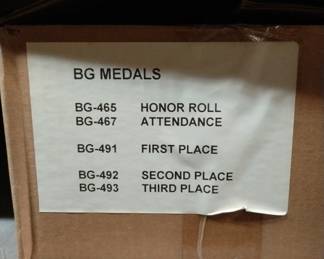 BG MEDALS
BG-465 HONOR ROLL
BG-467 ATTENDANCE
BG-491 FIRST PLACE
BG-492 SECOND PLACE
BG-493 THIRD PLACE